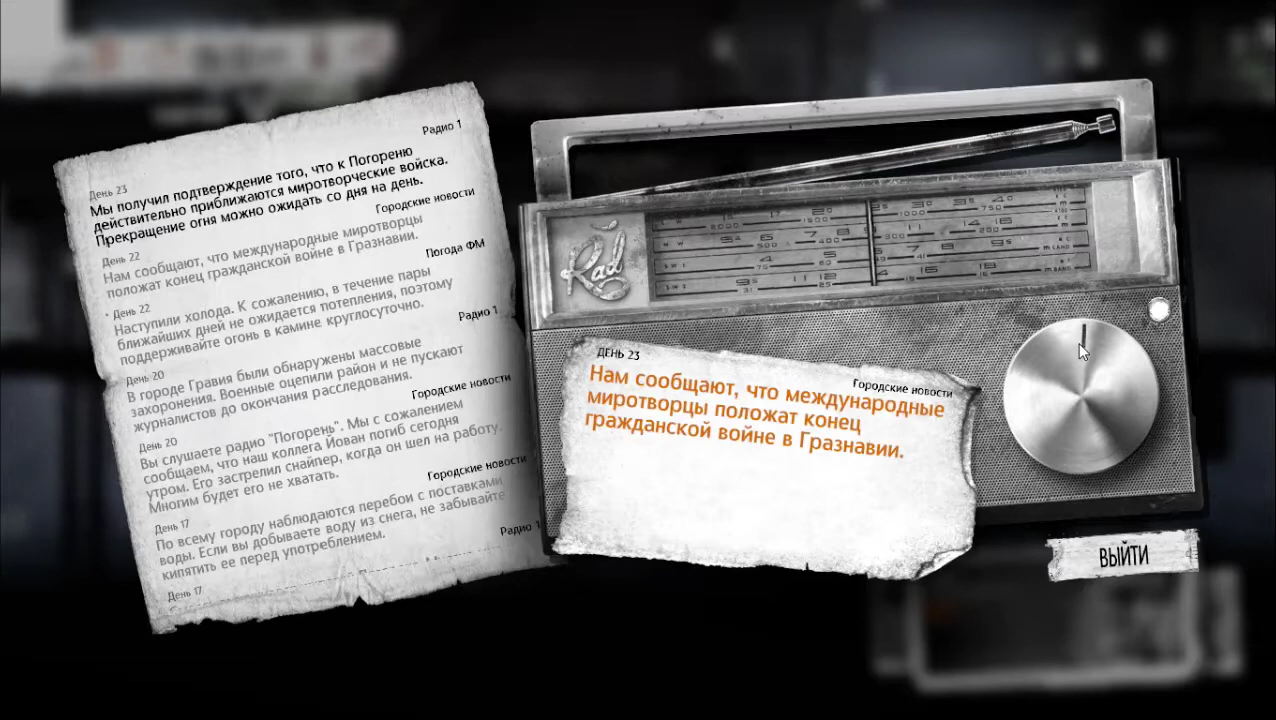 Радио 1
День 23
Мы получил подтверждение того, что к Погореню
действительно приближаются миротворческие войска.
Прекращение огня можно ожидать со дня на день.
Городские новости
День 22
Нам сообщают, что международные миротворцы
положат конец гражданской войне в Гразнавии.
Погода ФМ
День 22
Наступили холода. К сожалению, в течение пары
ближайших дней не ожидается потепления, поэтому
поддерживайте огонь в камине круглосуточно.
Радио 1
День 20
В городе Гравия были обнаружены массовые
захоронения. Военные оцепили район и не пускают
журналистов до окончания расследования.
Городские новости
День 20
Вы слушаете радио "Погорень". Мы с сожалением
сообщаем, что наш коллега Йован погиб сегодня
утром. Его застрелил снайпер, когда он шел на работу.
Многим будет его не хватать.
Городские новости
День 17
По всему городу наблюдаются перебои с поставками
воды. Если вы добываете воду из снега, не забывайте
кипятить ее перед употреблением.
Радио 1
День 17
Rad
ДЕНЬ 23
Городские новости
Нам сообщают, что международные
миротворцы положат конец
гражданской войне в Гразнавии.
ВЫЙТИ